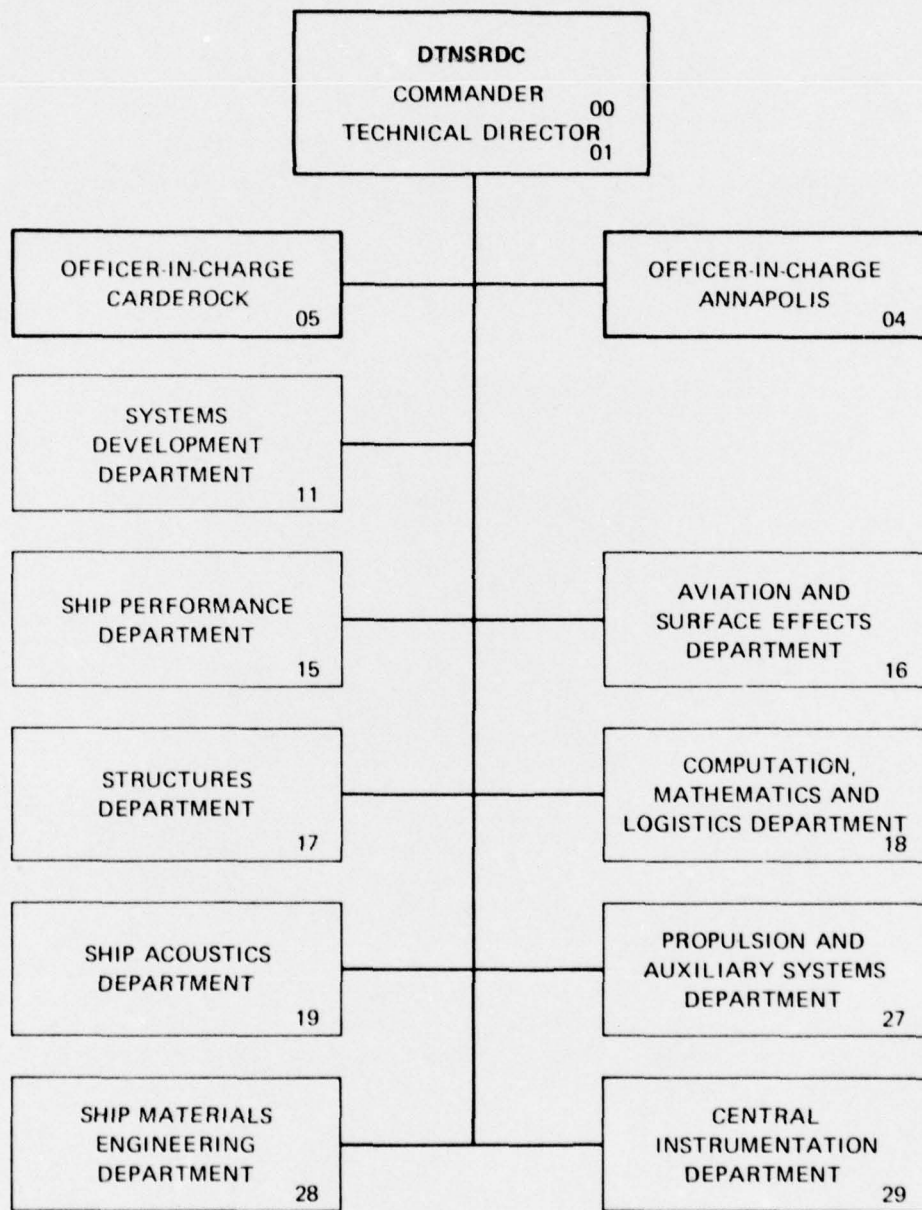 DTNSRDC
COMMANDER
00
TECHNICAL DIRECTOR
01
OFFICER-IN-CHARGE
CARDEROCK
05
OFFICER-IN-CHARGE
ANNAPOLIS
04
SYSTEMS
DEVELOPMENT
DEPARTMENT
11
SHIP PERFORMANCE
DEPARTMENT
15
AVIATION AND
SURFACE EFFECTS
DEPARTMENT
16
STRUCTURES
DEPARTMENT
17
COMPUTATION,
MATHEMATICS AND
LOGISTICS DEPARTMENT
18
SHIP ACOUSTICS
DEPARTMENT
19
PROPULSION AND
AUXILIARY SYSTEMS
DEPARTMENT
27
SHIP MATERIALS
ENGINEERING
DEPARTMENT
28
CENTRAL
INSTRUMENTATION
DEPARTMENT
29